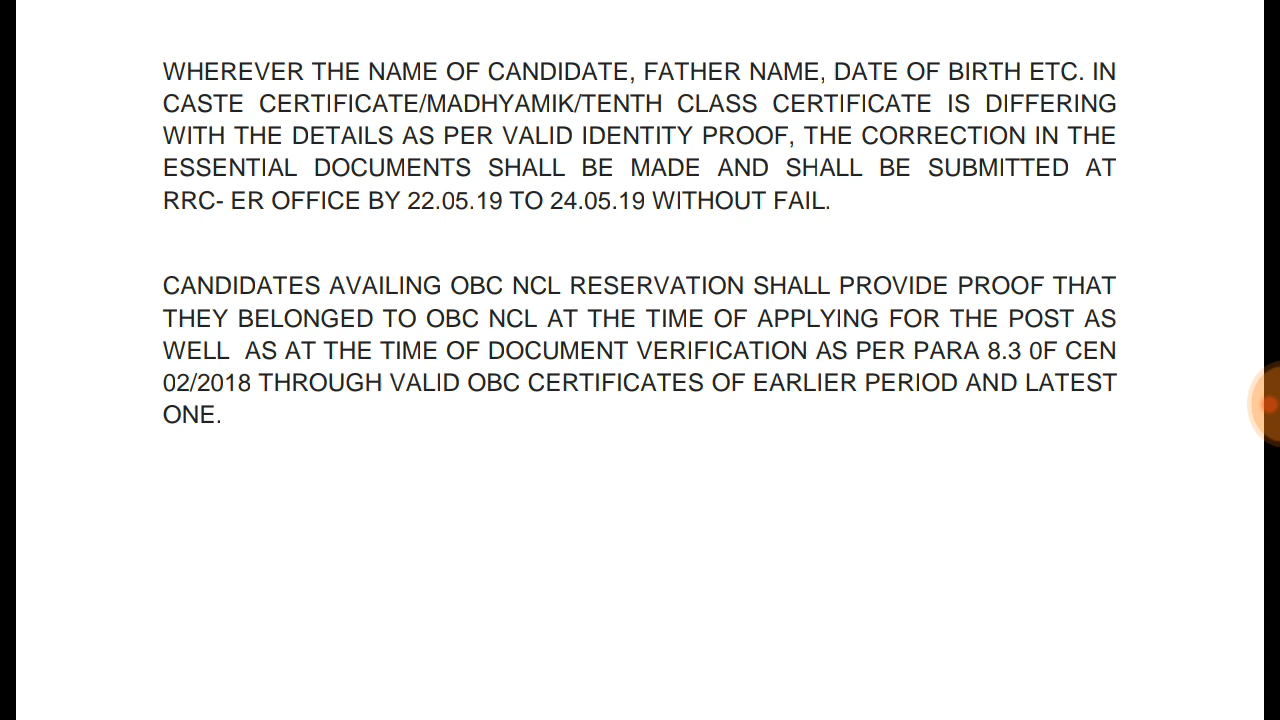 WHEREVER THE NAME OF CANDIDATE, FATHER NAME, DATE OF BIRTH ETC. IN
CASTE CERTIFICATE/MADHYAMIK/TENTH CLASS CERTIFICATE IS DIFFERING
WITH THE DETAILS AS PER VALID IDENTITY PROOF, THE CORRECTION IN THE
ESSENTIAL DOCUMENTS SHALL BE MADE AND SHALL BE SUBMITTED AT
RRC- ER OFFICE BY 22.05.19 TO 24.05.19 WITHOUT FAIL.
CANDIDATES AVAILING OBC NCL RESERVATION SHALL PROVIDE PROOF THAT
THEY BELONGED TO OBC NCL AT THE TIME OF APPLYING FOR THE POST AS
WELL AS AT THE TIME OF DOCUMENT VERIFICATION AS PER PARA 8.3 0F CEN
02/2018 THROUGH VALID OBC CERTIFICATES OF EARLIER PERIOD AND LATEST
ONE.